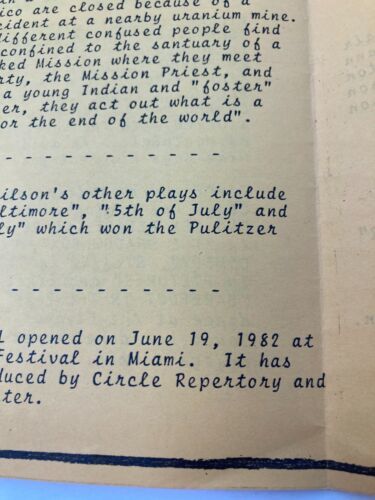 ico are closed because of a
cident at a nearby uranium mine.
different confused people find
confined to the santuary of a
ked Mission where they meet
rty, the Mission Priest, and
a young Indian and "foster"
er, they act out what is a
or the end of the world".
- - - - - - - - - - -
ilson's other plays include
ltimore", "5th of July" and
ly" which won the Pulitzer
- - - - - - - - - - -
L opened on June 19, 1982 at
Festival in Miami. It has
duced by Circle Repertory and
ter.